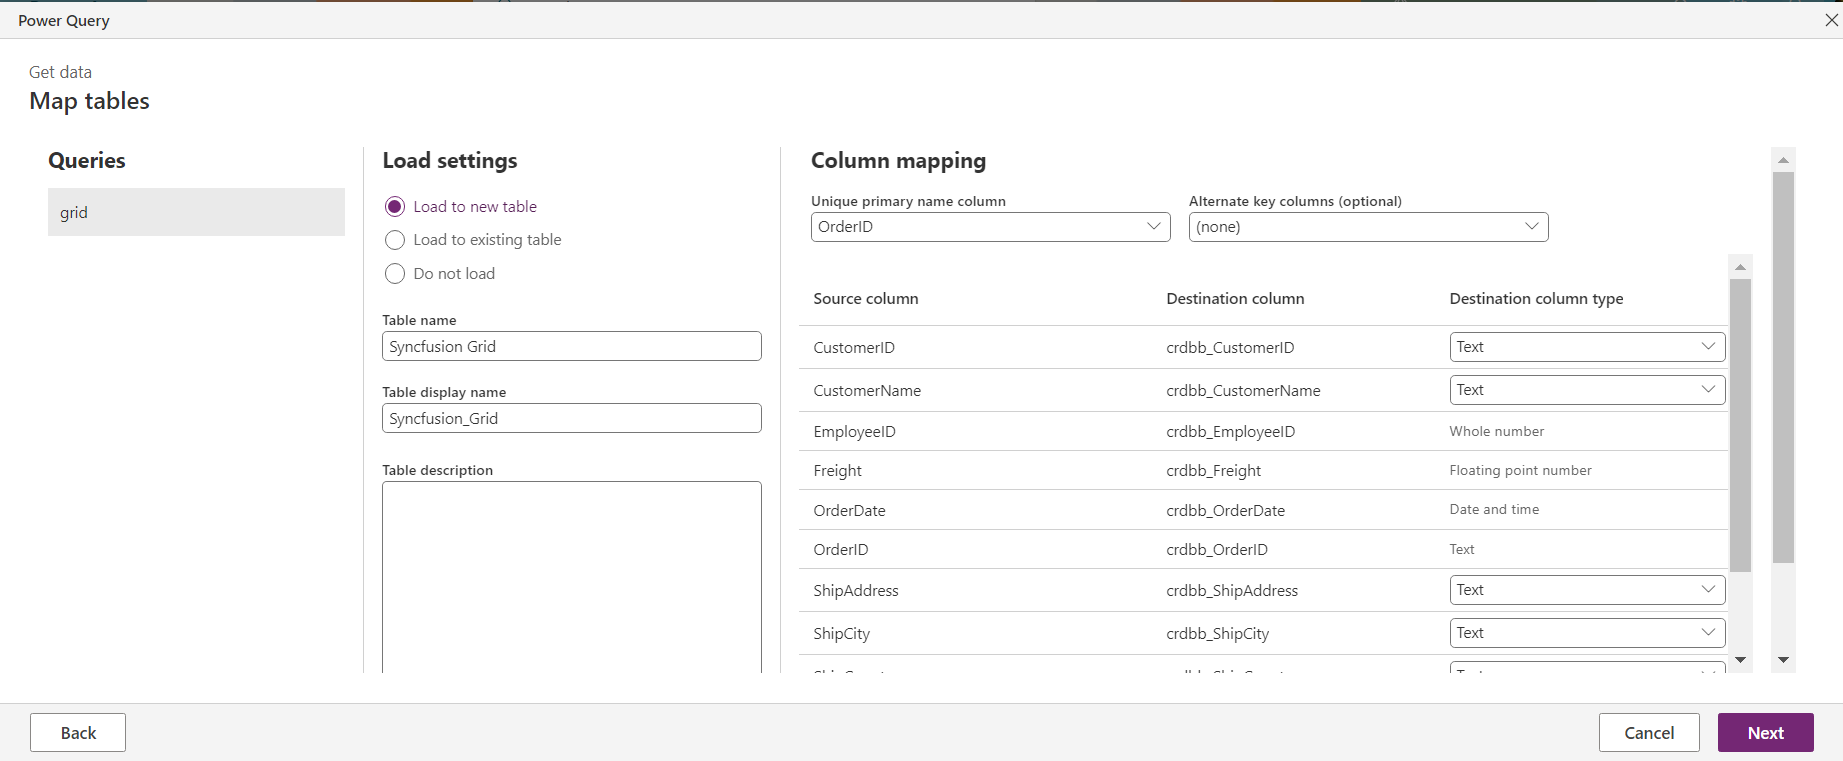 Power Query
Get data
Map tables
Queries
grid
Load settings
Load to new table
Load to existing table
Do not load
Table name
Syncfusion Grid
Table display name
Syncfusion_Grid
Table description
Column mapping
Unique primary name column
Alternate key columns (optional)
OrderID
(none)
Source column Destination column Destination column type
CustomerID crdbb_CustomerID Text
CustomerName crdbb_CustomerName Text
EmployeeID crdbb_EmployeeID Whole number
Freight crdbb_Freight Floating point number
OrderDate crdbb_OrderDate Date and time
OrderID crdbb_OrderID Text
ShipAddress crdbb_ShipAddress Text
ShipCity crdbb_ShipCity Text
Back
Cancel
Next